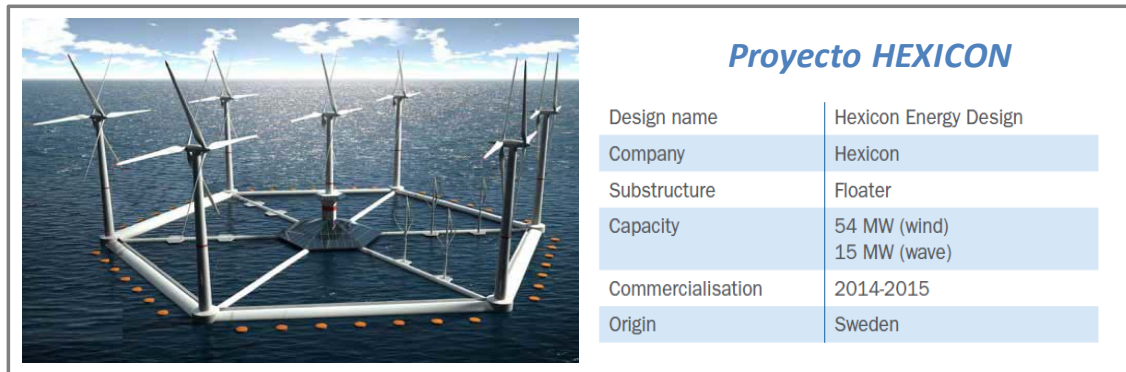 Proyecto HEXICON
Design name Hexicon Energy Design
Company Hexicon
Substructure Floater
Capacity 54 MW (wind)
15 MW (wave)
Commercialisation 2014-2015
Origin Sweden